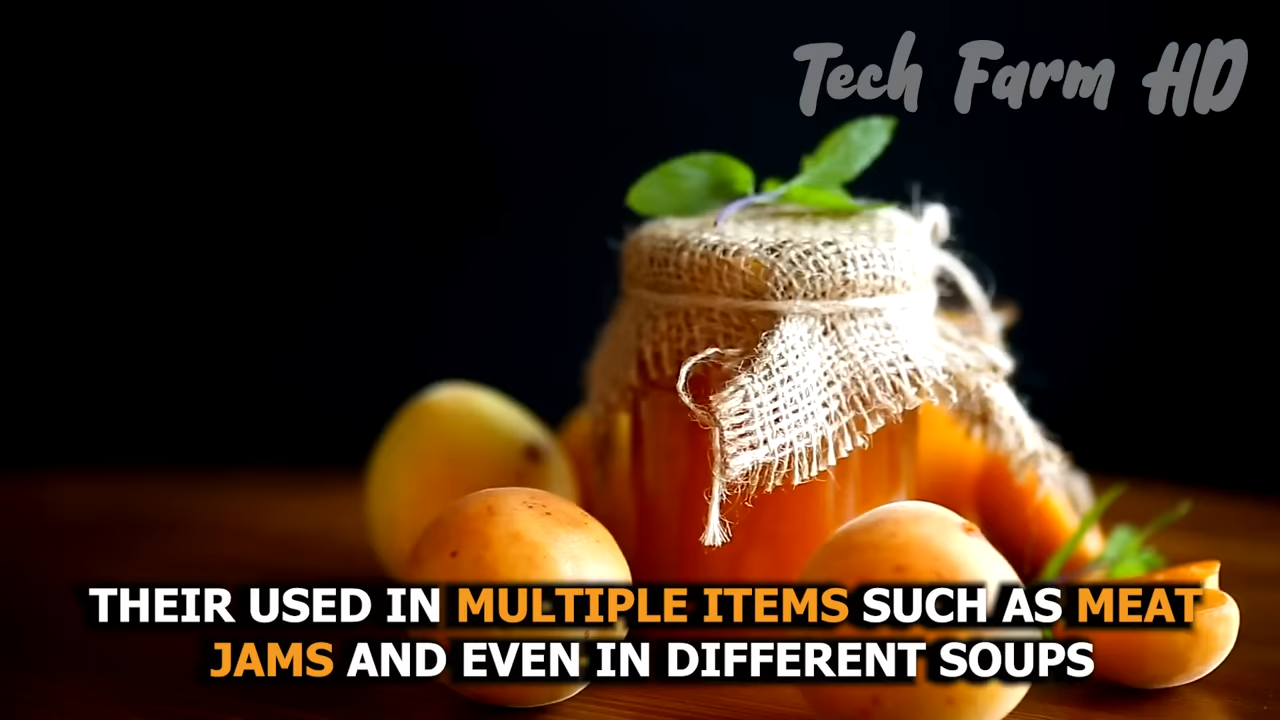 Tech Farm HD
THEIR USED IN MULTIPLE ITEMS SUCH AS MEAT
JAMS AND EVEN IN DIFFERENT SOUPS